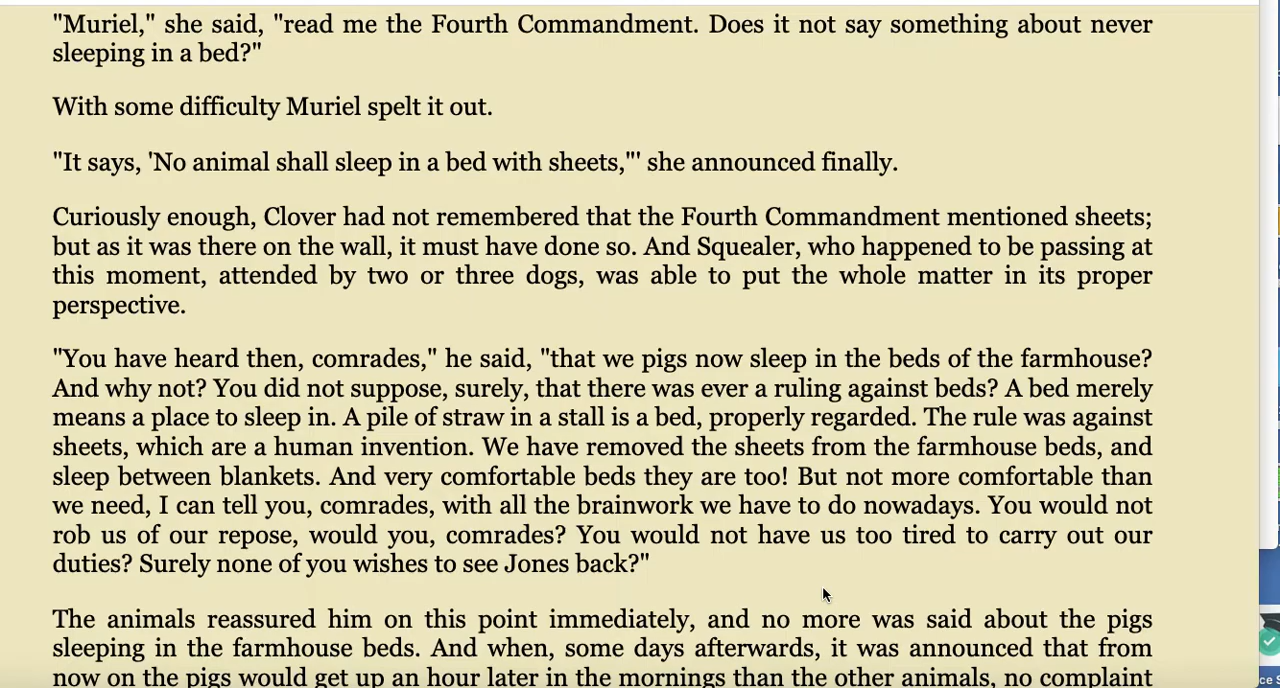 "Muriel," she said, "read me the Fourth Commandment. Does it not say something about never
sleeping in a bed?"
With some difficulty Muriel spelt it out.
"It says, 'No animal shall sleep in a bed with sheets,"' she announced finally.
Curiously enough, Clover had not remembered that the Fourth Commandment mentioned sheets;
but as it was there on the wall, it must have done so. And Squealer, who happened to be passing at
this moment, attended by two or three dogs, was able to put the whole matter in its proper
perspective.
"You have heard then, comrades," he said, "that we pigs now sleep in the beds of the farmhouse?
And why not? You did not suppose, surely, that there was ever a ruling against beds? A bed merely
means a place to sleep in. A pile of straw in a stall is a bed, properly regarded. The rule was against
sheets, which are a human invention. We have removed the sheets from the farmhouse beds, and
sleep between blankets. And very comfortable beds they are too! But not more comfortable than
we need, I can tell you, comrades, with all the brainwork we have to do nowadays. You would not
rob us of our repose, would you, comrades? You would not have us too tired to carry out our
duties? Surely none of you wishes to see Jones back?"
The animals reassured him on this point immediately, and no more was said about the pigs
sleeping in the farmhouse beds. And when, some days afterwards, it was announced that from
now on the pigs would get up an hour later in the mornings than the other animals, no complaint